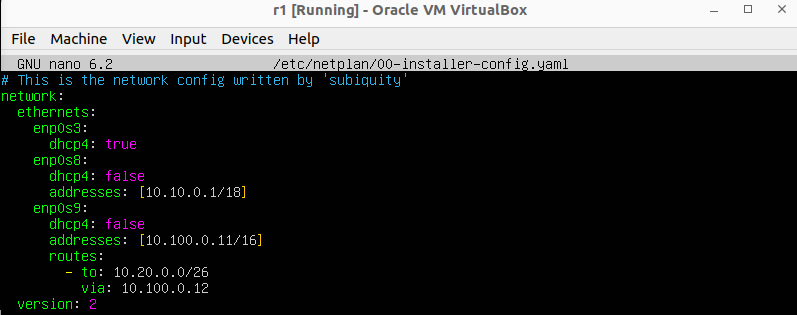 r1 [Running] - Oracle VM VirtualBox
File Machine View Input Devices Help
GNU nano 6.2 /etc/netplan/00-installer-config.yaml
# This is the network config written by 'subiquity'
network:
  ethernets:
    enp0s3:
      dhcp4: true
    enp0s8:
      dhcp4: false
      addresses: [10.10.0.1/18]
    enp0s9:
      dhcp4: false
      addresses: [10.100.0.11/16]
      routes:
        - to: 10.20.0.0/26
          via: 10.100.0.12
  version: 2